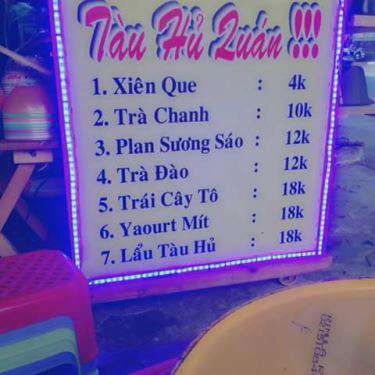 Tàu Hủ Quán !!!
1. Xiên Que : 4k
2. Trà Chanh : 10k
3. Plan Sương Sáo : 12k
4. Trà Đào : 12k
5. Trái Cây Tô : 18k
6. Yaourt Mít : 18k
7. Lẩu Tàu Hủ : 18k